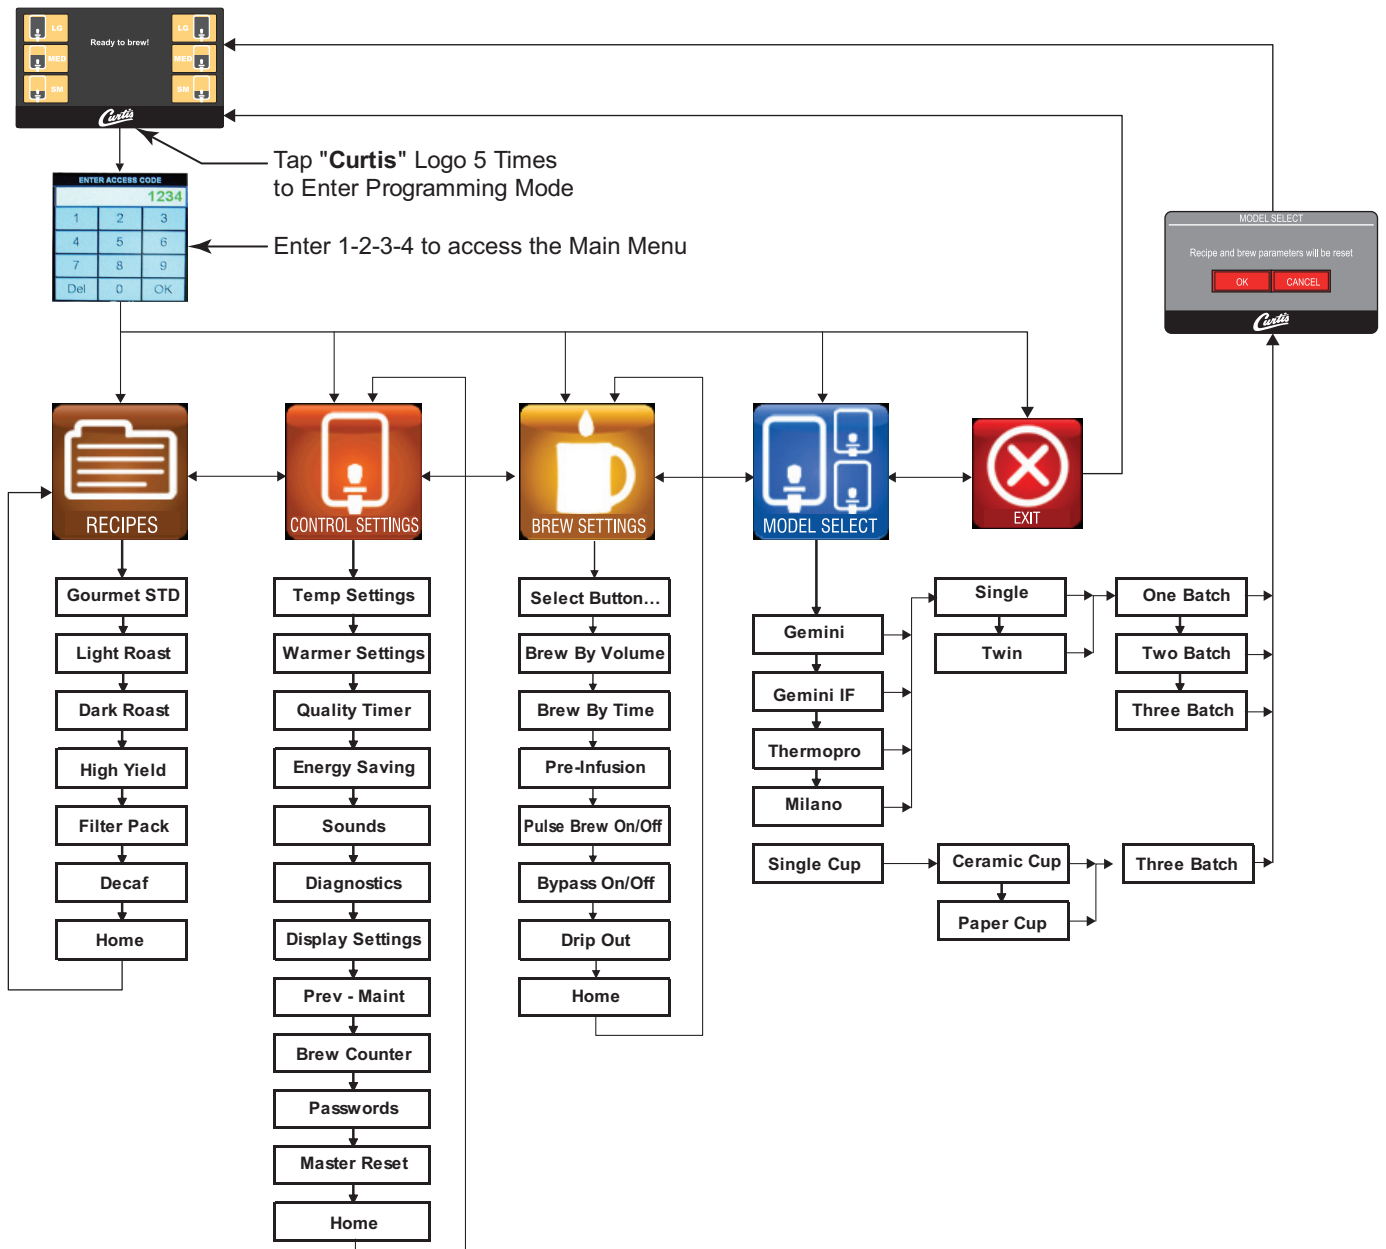 LG
LG
Ready to brew!
MED
MED
SM
SM
Curtis
Tap "Curtis" Logo 5 Times
to Enter Programming Mode
ENTER ACCESS CODE
1234
1 2 3
4 5 6
7 8 9
Del 0 OK
Enter 1-2-3-4 to access the Main Menu
MODEL SELECT
Recipe and brew parameters will be reset
OK CANCEL
Curtis
RECIPES
CONTROL SETTINGS
BREW SETTINGS
MODEL SELECT
EXIT
Gourmet STD
Light Roast
Dark Roast
High Yield
Filter Pack
Decaf
Home
Temp Settings
Warmer Settings
Quality Timer
Energy Saving
Sounds
Diagnostics
Display Settings
Prev - Maint
Brew Counter
Passwords
Master Reset
Home
Select Button...
Brew By Volume
Brew By Time
Pre-Infusion
Pulse Brew On/Off
Bypass On/Off
Drip Out
Home
Gemini
Gemini IF
Thermopro
Milano
Single Cup
Single
Twin
Ceramic Cup
Paper Cup
One Batch
Two Batch
Three Batch
Three Batch